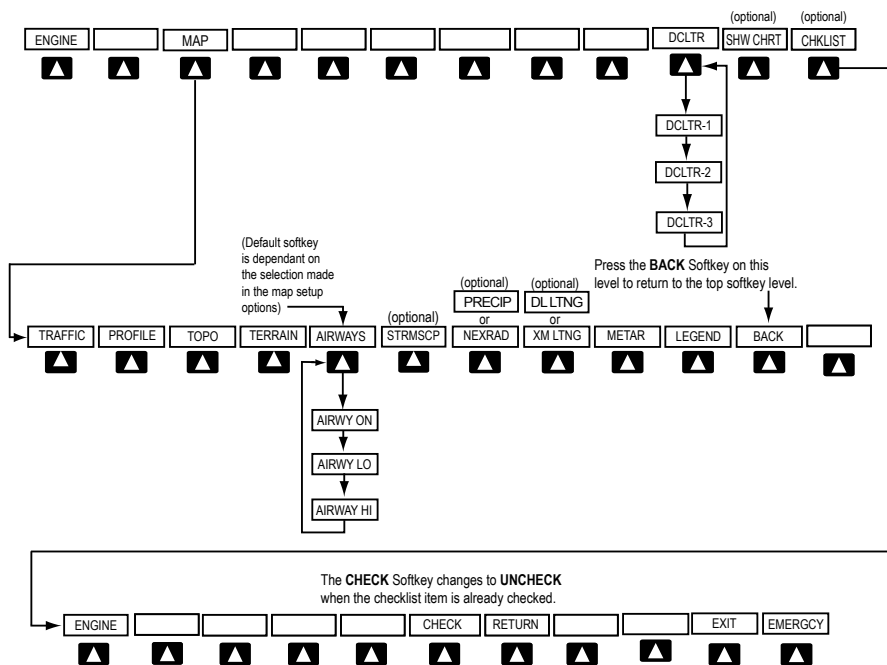 (optional) (optional)
ENGINE MAP DCLTR SHW CHRT CHKLIST
DCLTR-1
DCLTR-2
DCLTR-3
(Default softkey
is dependant on
the selection made
in the map setup
options)
Press the BACK Softkey on this
level to return to the top softkey level.
(optional) (optional)
PRECIP DL LTNG
(optional) or or
TRAFFIC PROFILE TOPO TERRAIN AIRWAYS STRMSCP NEXRAD XM LTNG METAR LEGEND BACK
AIRWY ON
AIRWY LO
AIRWAY HI
The CHECK Softkey changes to UNCHECK
when the checklist item is already checked.
ENGINE CHECK RETURN EXIT EMERGCY